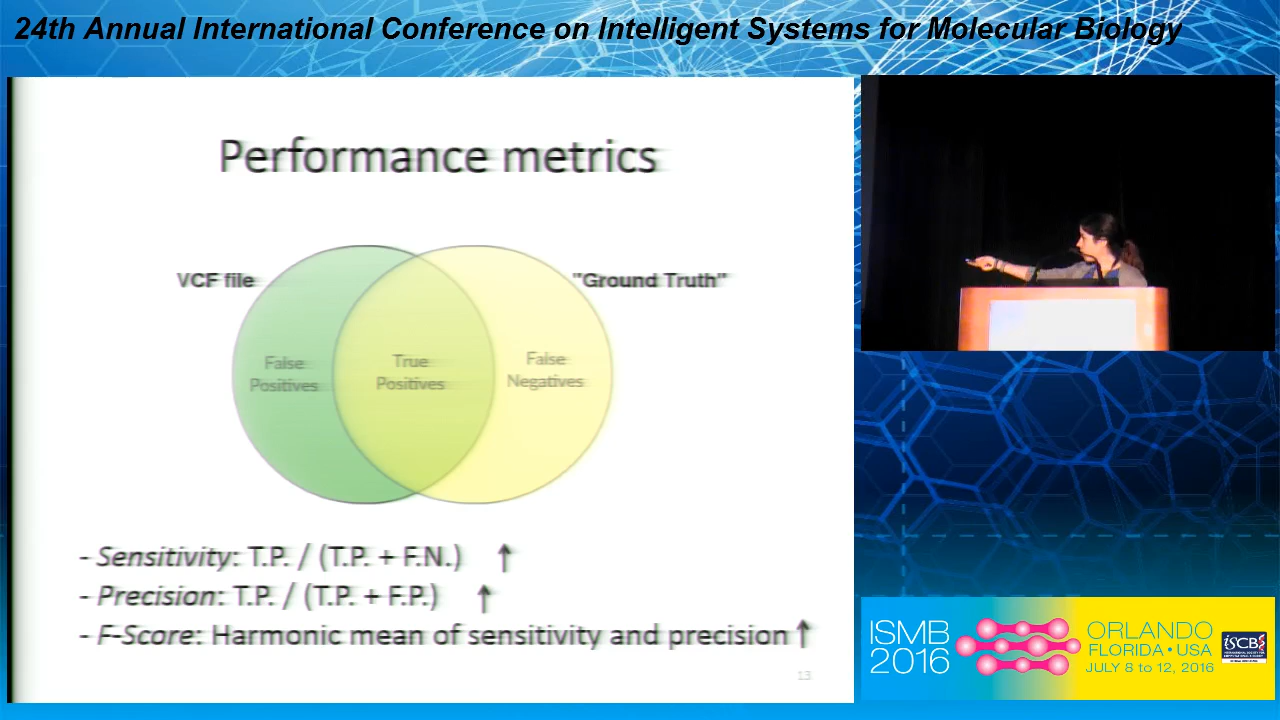 24th Annual International Conference on Intelligent Systems for Molecular Biology
Performance metrics
VCF file
"Ground Truth"
False
Positives
True
Positives
False
Negatives
- Sensitivity: T.P. / (T.P. + F.N.) ↑
- Precision: T.P. / (T.P. + F.P.) ↑
- F-Score: Harmonic mean of sensitivity and precision ↑
13
ISMB
2016
ORLANDO
FLORIDA • USA
JULY 8 to 12, 2016
ISCB